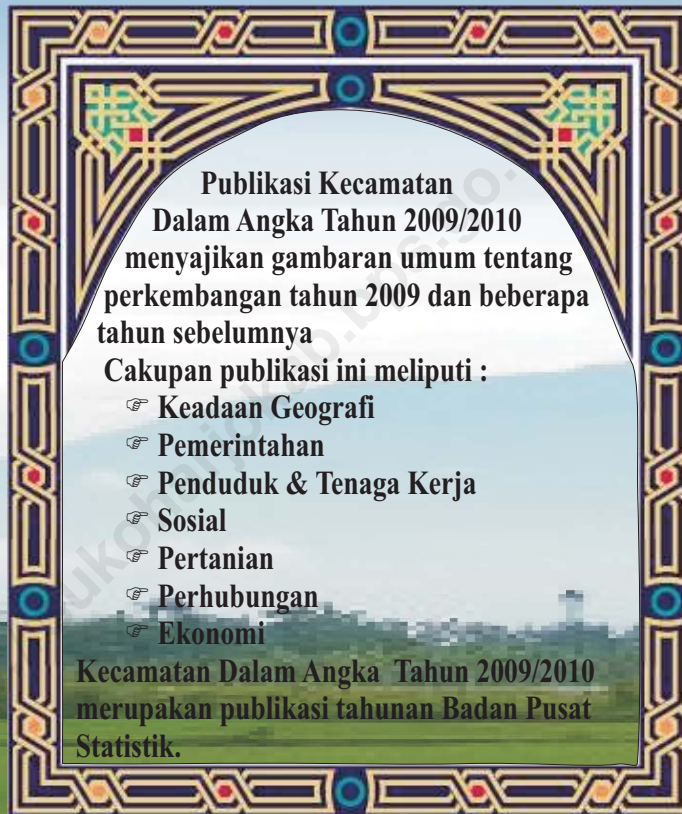 Publikasi Kecamatan
Dalam Angka Tahun 2009/2010
menyajikan gambaran umum tentang
perkembangan tahun 2009 dan beberapa
tahun sebelumnya
Cakupan publikasi ini meliputi :
☞ Keadaan Geografi
☞ Pemerintahan
☞ Penduduk & Tenaga Kerja
☞ Sosial
☞ Pertanian
☞ Perhubungan
☞ Ekonomi
Kecamatan Dalam Angka Tahun 2009/2010
merupakan publikasi tahunan Badan Pusat
Statistik.